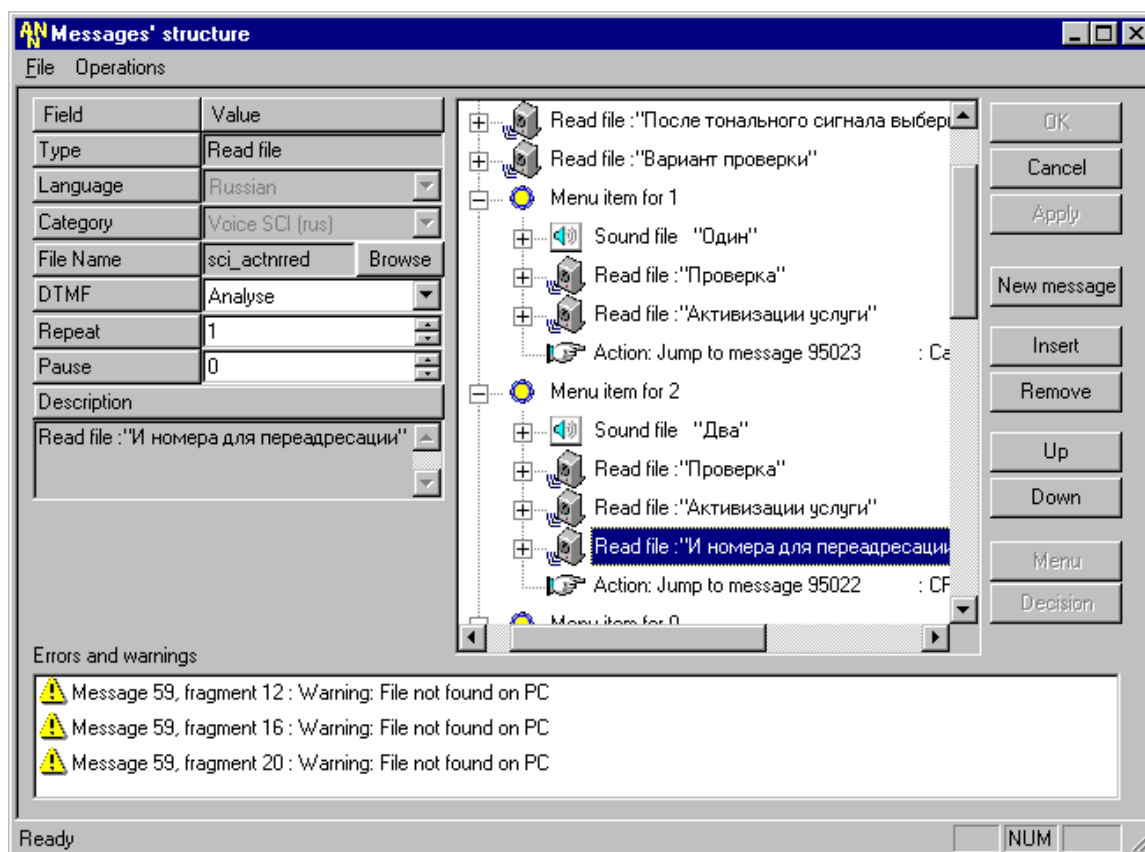 Messages' structure
File Operations
Field Value
Type Read file
Language Russian
Category Voice SCI (rus)
File Name sci_actnrred Browse
DTMF Analyse
Repeat 1
Pause 0
Description
Read file :"И номера для переадресации"
Read file :"После тонального сигнала выбери
Read file :"Вариант проверки"
Menu item for 1
Sound file "Один"
Read file :"Проверка"
Read file :"Активизации услуги"
Action: Jump to message 95023 : Ca
Menu item for 2
Sound file "Два"
Read file :"Проверка"
Read file :"Активизации услуги"
Read file :"И номера для переадресации
Action: Jump to message 95022 : CF
Menu item for 0
OK
Cancel
Apply
New message
Insert
Remove
Up
Down
Menu
Decision
Errors and warnings
Message 59, fragment 12 : Warning: File not found on PC
Message 59, fragment 16 : Warning: File not found on PC
Message 59, fragment 20 : Warning: File not found on PC
Ready NUM